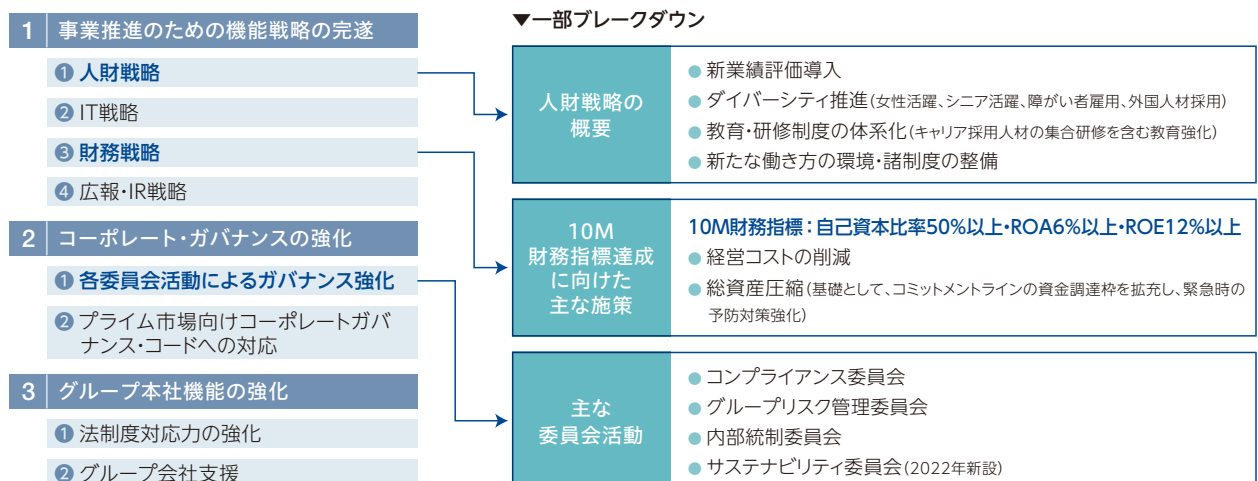 1 事業推進のための機能戦略の完遂
❶ 人財戦略
❷ IT戦略
❸ 財務戦略
❹ 広報・IR戦略
2 コーポレート・ガバナンスの強化
❶ 各委員会活動によるガバナンス強化
❷ プライム市場向けコーポレートガバ
ナンス・コードへの対応
3 グループ本社機能の強化
❶ 法制度対応力の強化
❷ グループ会社支援
▼一部ブレークダウン
人財戦略の
概要
● 新業績評価導入
● ダイバーシティ推進(女性活躍、シニア活躍、障がい者雇用、外国人材採用)
● 教育・研修制度の体系化(キャリア採用人材の集合研修を含む教育強化)
● 新たな働き方の環境・諸制度の整備
10M
財務指標達成
に向けた
主な施策
10M財務指標：自己資本比率50%以上・ROA6%以上・ROE12%以上
● 経営コストの削減
● 総資産圧縮(基礎として、コミットメントラインの資金調達枠を拡充し、緊急時の
予防対策強化)
主な
委員会活動
● コンプライアンス委員会
● グループリスク管理委員会
● 内部統制委員会
● サステナビリティ委員会(2022年新設)